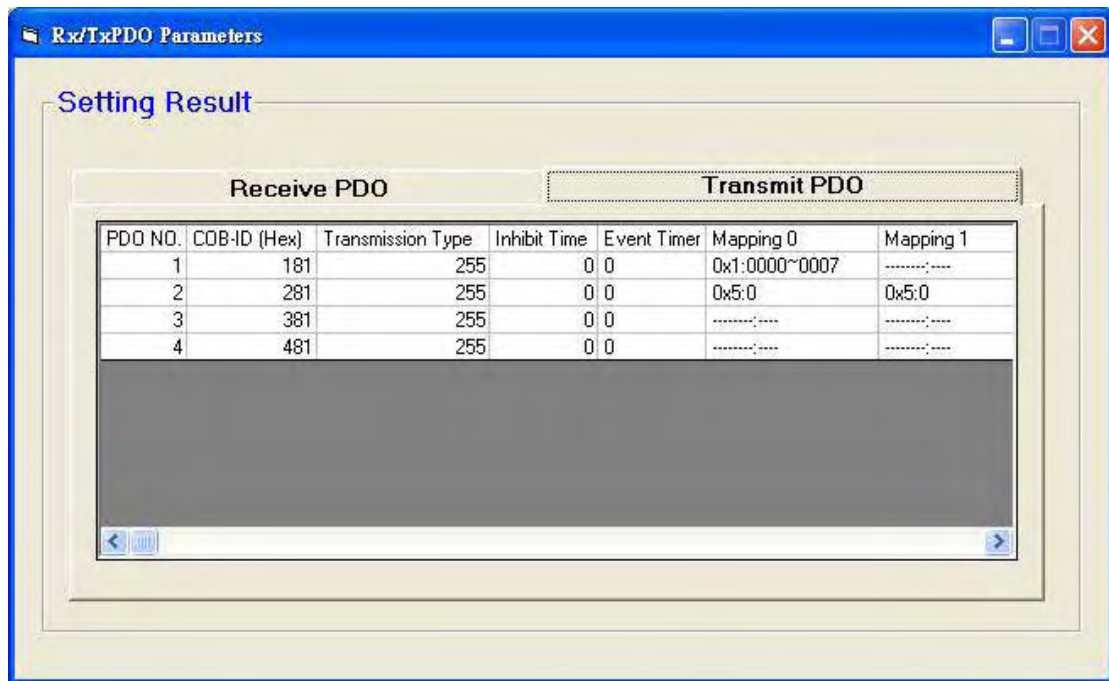 Rx/TxPDO Parameters
Setting Result
Receive PDO Transmit PDO
PDO NO. COB-ID (Hex) Transmission Type Inhibit Time Event Timer Mapping 0 Mapping 1
1 181 255 0 0 0x1:0000~0007 --------:----
2 281 255 0 0 0x5:0 0x5:0
3 381 255 0 0 --------:---- --------:----
4 481 255 0 0 --------:---- --------:----